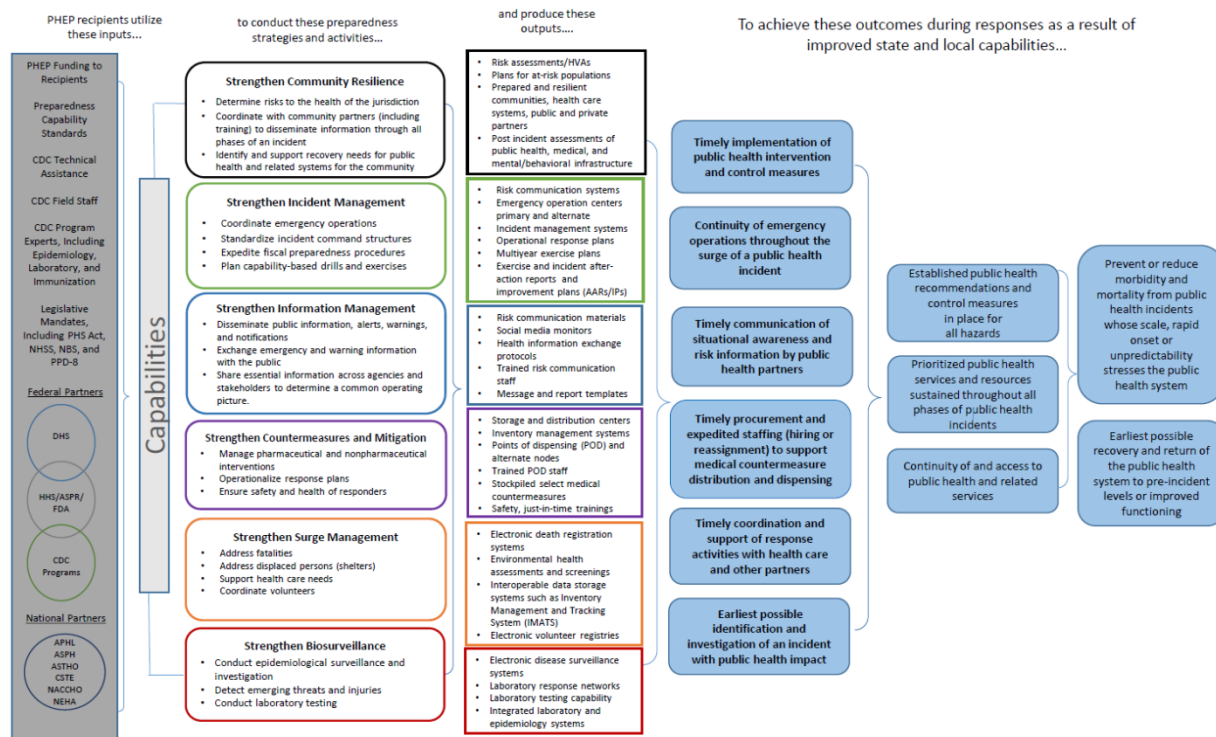 PHEP recipients utilize
these inputs...
to conduct these preparedness
strategies and activities...
and produce these
outputs....
To achieve these outcomes during responses as a result of
improved state and local capabilities...
PHEP Funding to
Recipients
Preparedness
Capability
Standards
CDC Technical
Assistance
CDC Field Staff
CDC Program
Experts, Including
Epidemiology,
Laboratory, and
Immunization
Legislative
Mandates,
Including PHS Act,
NHSS, NBS, and
PPD-8
Federal Partners
DHS
HHS/ASPR/
FDA
CDC
Programs
National Partners
APHL
ASPH
ASTHO
CSTE
NACCHO
NEHA
Capabilities
Strengthen Community Resilience
• Determine risks to the health of the jurisdiction
• Coordinate with community partners (including
training) to disseminate information through all
phases of an incident
• Identify and support recovery needs for public
health and related systems for the community
Strengthen Incident Management
• Coordinate emergency operations
• Standardize incident command structures
• Expedite fiscal preparedness procedures
• Plan capability-based drills and exercises
Strengthen Information Management
• Disseminate public information, alerts, warnings,
and notifications
• Exchange emergency and warning information
with the public
• Share essential information across agencies and
stakeholders to determine a common operating
picture.
Strengthen Countermeasures and Mitigation
• Manage pharmaceutical and nonpharmaceutical
interventions
• Operationalize response plans
• Ensure safety and health of responders
Strengthen Surge Management
• Address fatalities
• Address displaced persons (shelters)
• Support health care needs
• Coordinate volunteers
Strengthen Biosurveillance
• Conduct epidemiological surveillance and
investigation
• Detect emerging threats and injuries
• Conduct laboratory testing
• Risk assessments/HVAs
• Plans for at-risk populations
• Prepared and resilient
communities, health care
systems, public and private
partners
• Post incident assessments of
public health, medical, and
mental/behavioral infrastructure
• Risk communication systems
• Emergency operation centers
primary and alternate
• Incident management systems
• Operational response plans
• Multiyear exercise plans
• Exercise and incident after-
action reports and
improvement plans (AARs/IPs)
• Risk communication materials
• Social media monitors
• Health information exchange
protocols
• Trained risk communication
staff
• Message and report templates
• Storage and distribution centers
• Inventory management systems
• Points of dispensing (POD) and
alternate nodes
• Trained POD staff
• Stockpiled select medical
countermeasures
• Safety, just-in-time trainings
• Electronic death registration
systems
• Environmental health
assessments and screenings
• Interoperable data storage
systems such as Inventory
Management and Tracking
System (IMATS)
• Electronic volunteer registries
• Electronic disease surveillance
systems
• Laboratory response networks
• Laboratory testing capability
• Integrated laboratory and
epidemiology systems
Timely implementation of
public health intervention
and control measures
Continuity of emergency
operations throughout the
surge of a public health
incident
Timely communication of
situational awareness and
risk information by public
health partners
Timely procurement and
expedited staffing (hiring or
reassignment) to support
medical countermeasure
distribution and dispensing
Timely coordination and
support of response
activities with health care
and other partners
Earliest possible
identification and
investigation of an incident
with public health impact
Established public health
recommendations and
control measures
in place for
all hazards
Prioritized public health
services and resources
sustained throughout all
phases of public health
incidents
Continuity of and access to
public health and related
services
Prevent or reduce
morbidity and
mortality from public
health incidents
whose scale, rapid
onset or
unpredictability
stresses the public
health system
Earliest possible
recovery and return of
the public health
system to pre-incident
levels or improved
functioning